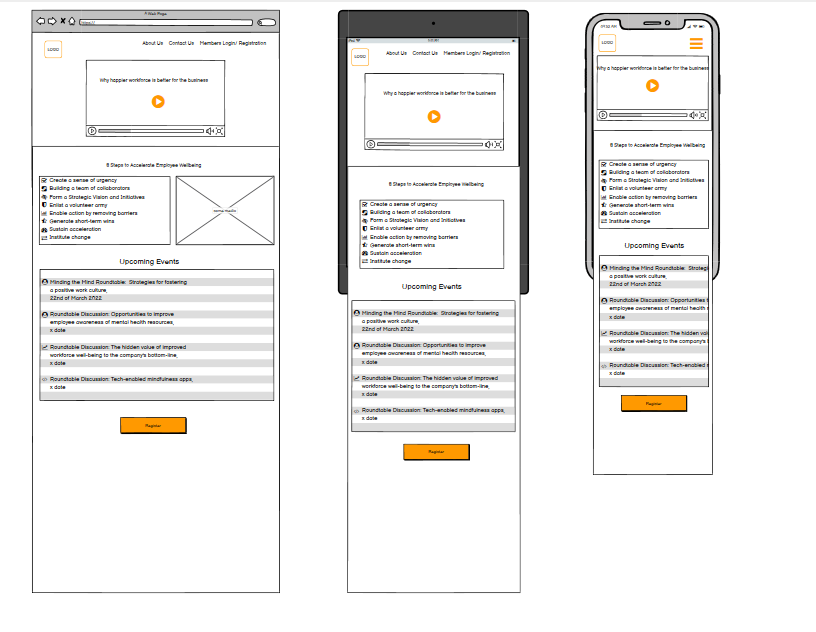 A Web Page
https://
LOGO
About Us Contact Us Members Login/ Registration
Why happier workforce is better for the business
8 Steps to Accelerate Employee Wellbeing
Create a sense of urgency
Building a team of collaborators
Form a Strategic Vision and Initiatives
Enlist a volunteer army
Enable action by removing barriers
Generate short-term wins
Sustain acceleration
Institute change
some media
Upcoming Events
Minding the Mind Roundtable: Strategies for fostering
a positive work culture,
22nd of March 2022
Roundtable Discussion: Opportunities to improve
employee awareness of mental health resources,
x date
Roundtable Discussion: The hidden value of improved
workforce well-being to the company's bottom-line,
x date
Roundtable Discussion: Tech-enabled mindfulness apps,
x date
Register
LOGO
About Us Contact Us Members Login/ Registration
Why a happier workforce is better for the business
8 Steps to Accelerate Employee Wellbeing
Create a sense of urgency
Building a team of collaborators
Form a Strategic Vision and Initiatives
Enlist a volunteer army
Enable action by removing barriers
Generate short-term wins
Sustain acceleration
Institute change
Upcoming Events
Minding the Mind Roundtable: Strategies for fostering
a positive work culture,
22nd of March 2022
Roundtable Discussion: Opportunities to improve
employee awareness of mental health resources,
x date
Roundtable Discussion: The hidden value of improved
workforce well-being to the company's bottom-line,
x date
Roundtable Discussion: Tech-enabled mindfulness apps,
x date
Register
LOGO
Why a happier workforce is better for the business
8 Steps to Accelerate Employee Wellbeing
Create a sense of urgency
Building a team of collaborators
Form a Strategic Vision and Initiatives
Enlist a volunteer army
Enable action by removing barriers
Generate short-term wins
Sustain acceleration
Institute change
Upcoming Events
Minding the Mind Roundtable: Strategi
a positive work culture,
22nd of March 2022
Roundtable Discussion: Opportunities t
employee awareness of mental health r
x date
Roundtable Discussion: The hidden val
workforce well-being to the company's
x date
Roundtable Discussion: Tech-enabled
x date
Register